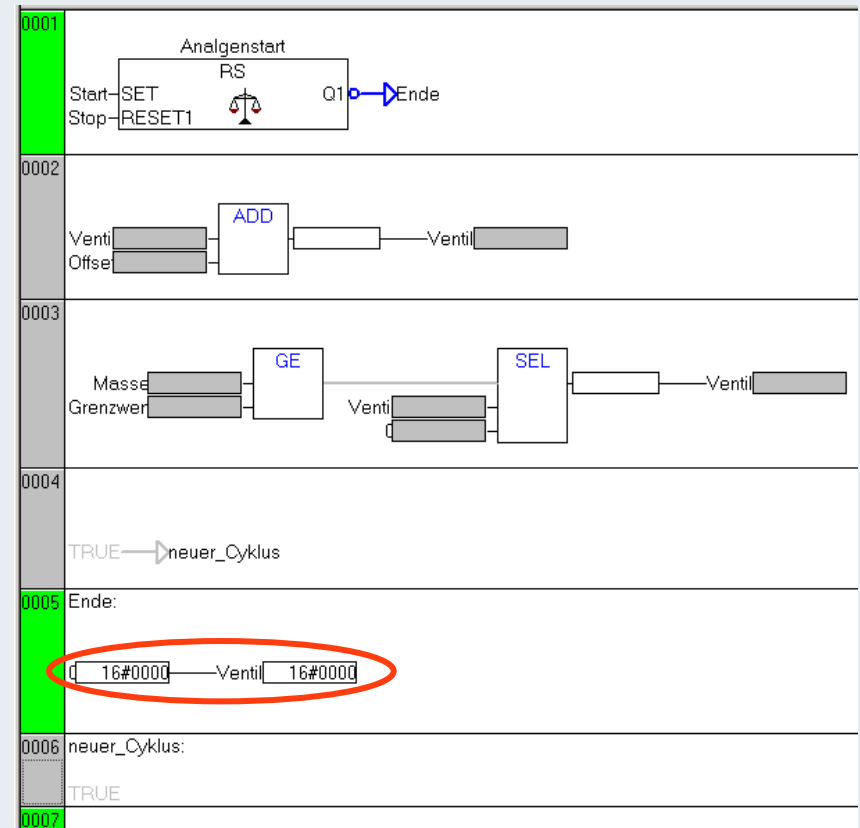 0001
Analgenstart
RS
Start SET Q1 Ende
Stop RESET1
0002
ADD
Venti Ventil
Offset
0003
GE SEL
Masse Ventil
Grenzwer Venti
0
0004
TRUE neuer_Cyklus
0005 Ende:
0 16#0000 Ventil 16#0000
0006 neuer_Cyklus:
TRUE
0007